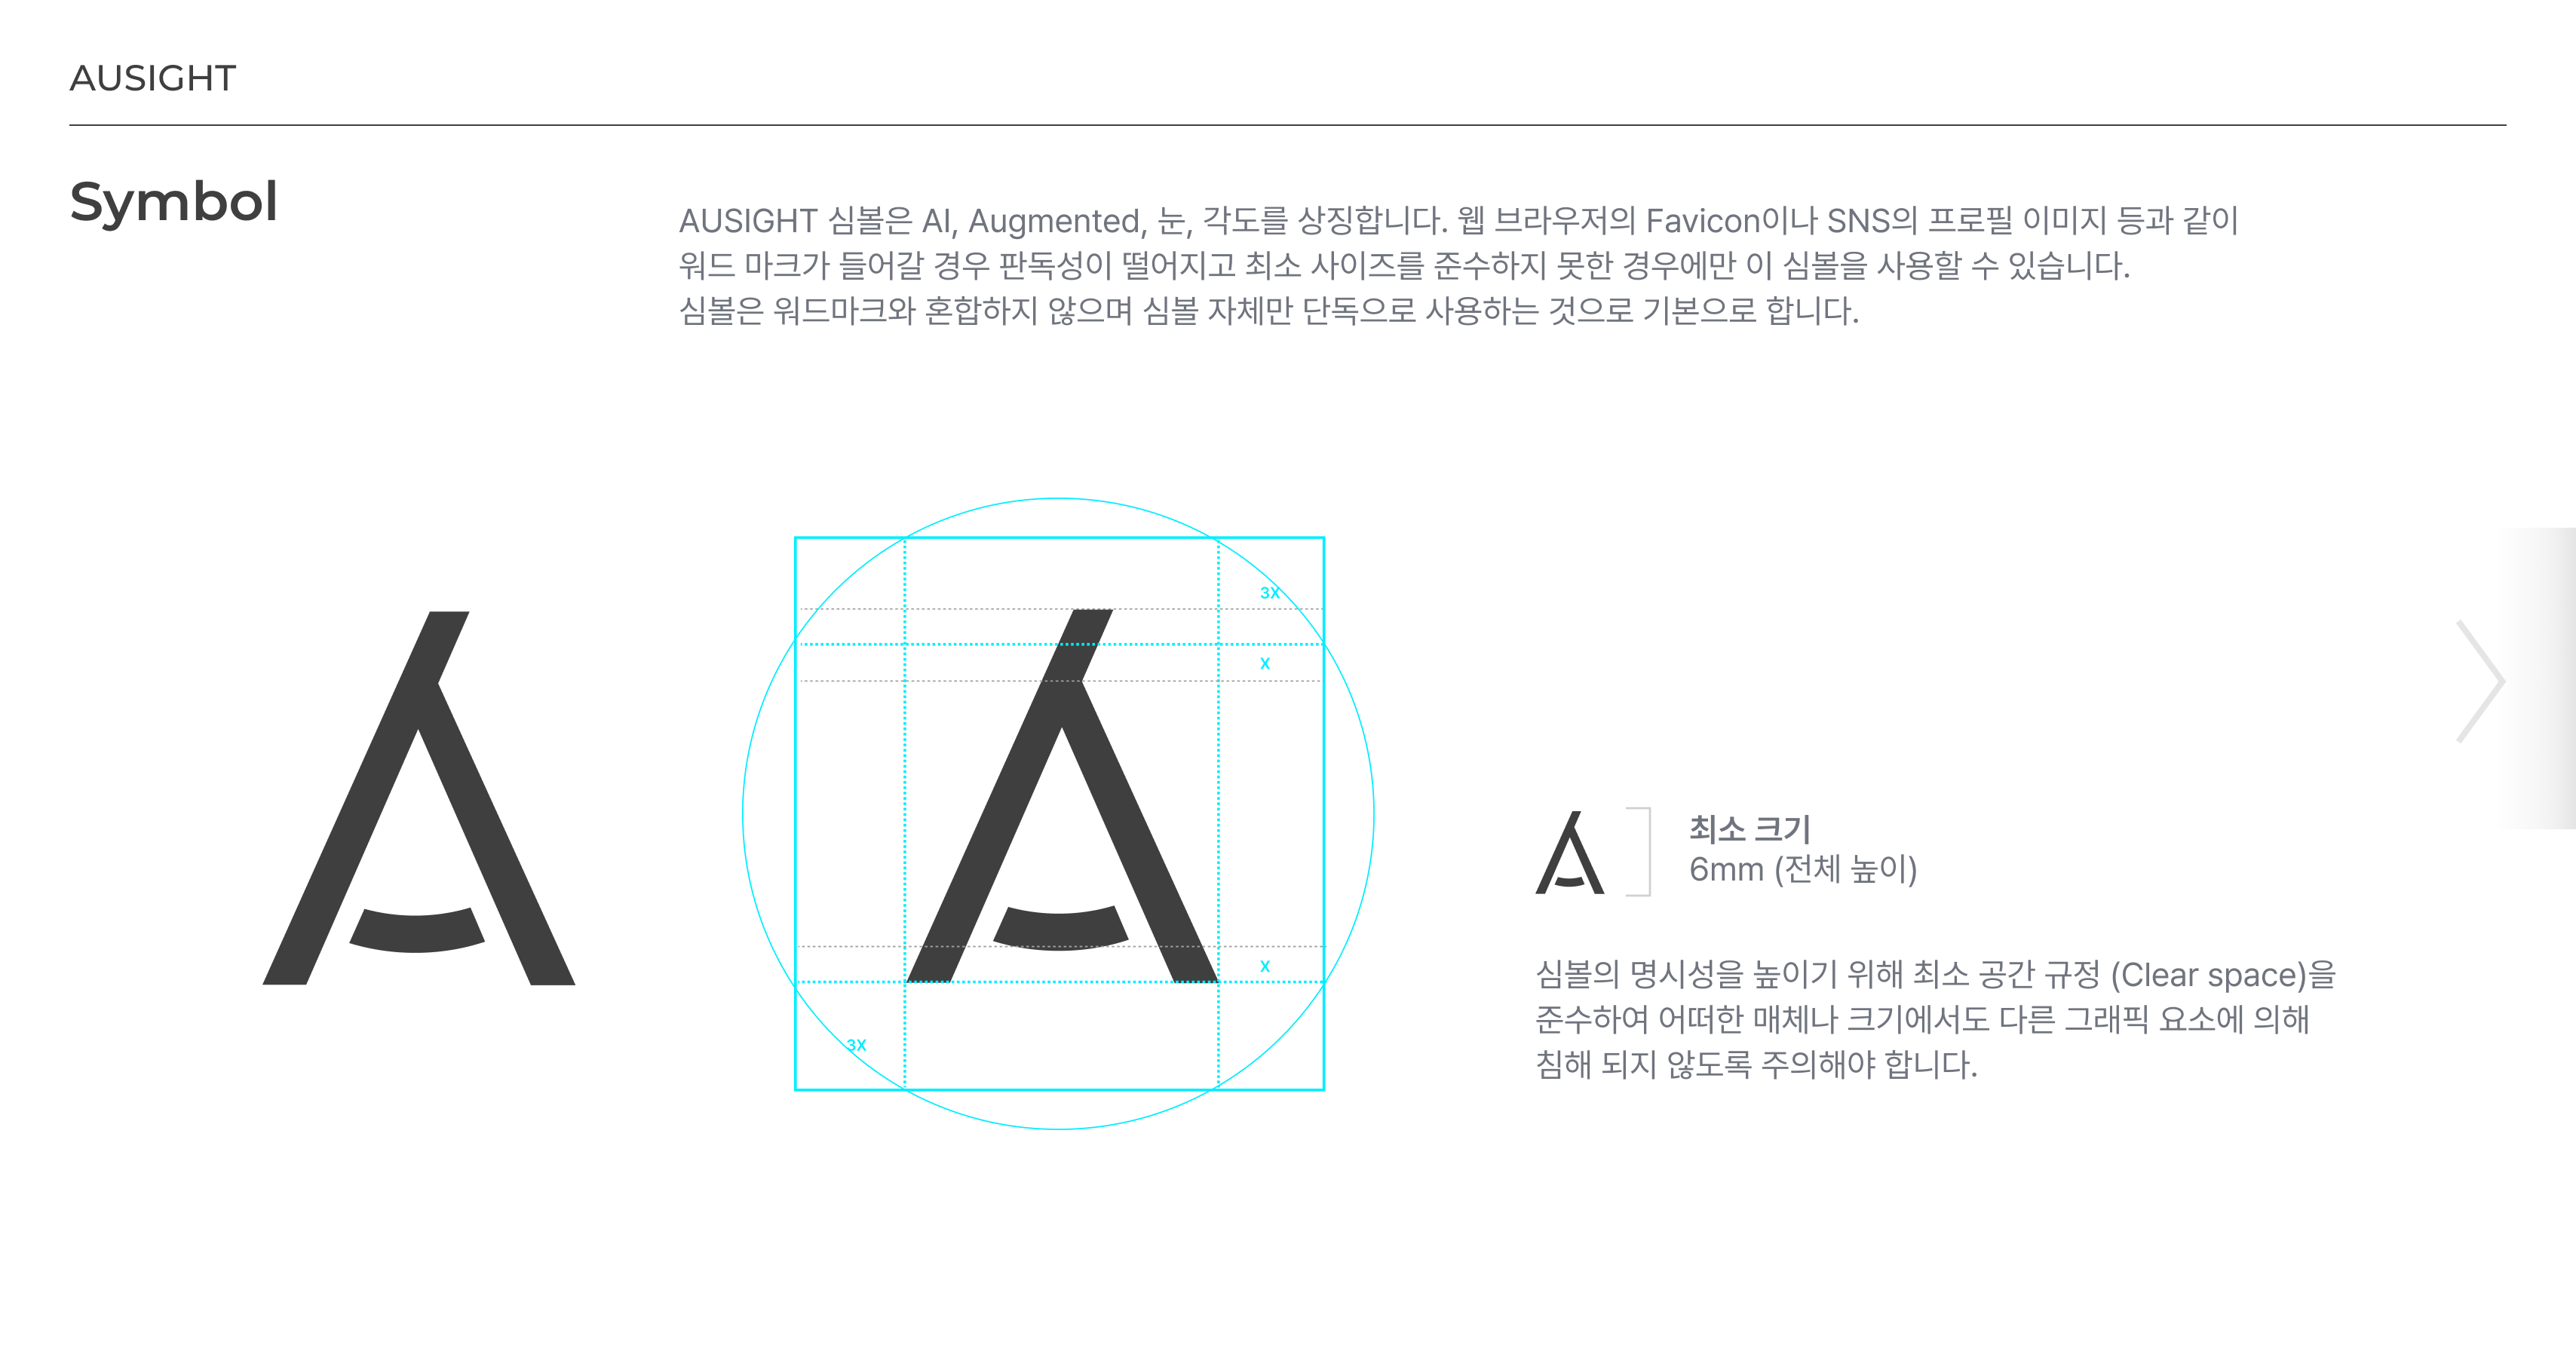 AUSIGHT
Symbol
AUSIGHT 심볼은 AI, Augmented, 눈, 각도를 상징합니다. 웹 브라우저의 Favicon이나 SNS의 프로필 이미지 등과 같이
워드 마크가 들어갈 경우 판독성이 떨어지고 최소 사이즈를 준수하지 못한 경우에만 이 심볼을 사용할 수 있습니다.
심볼은 워드마크와 혼합하지 않으며 심볼 자체만 단독으로 사용하는 것으로 기본으로 합니다.
3X
X
X
3X
최소 크기
6mm (전체 높이)
심볼의 명시성을 높이기 위해 최소 공간 규정 (Clear space)을
준수하여 어떠한 매체나 크기에서도 다른 그래픽 요소에 의해
침해 되지 않도록 주의해야 합니다.